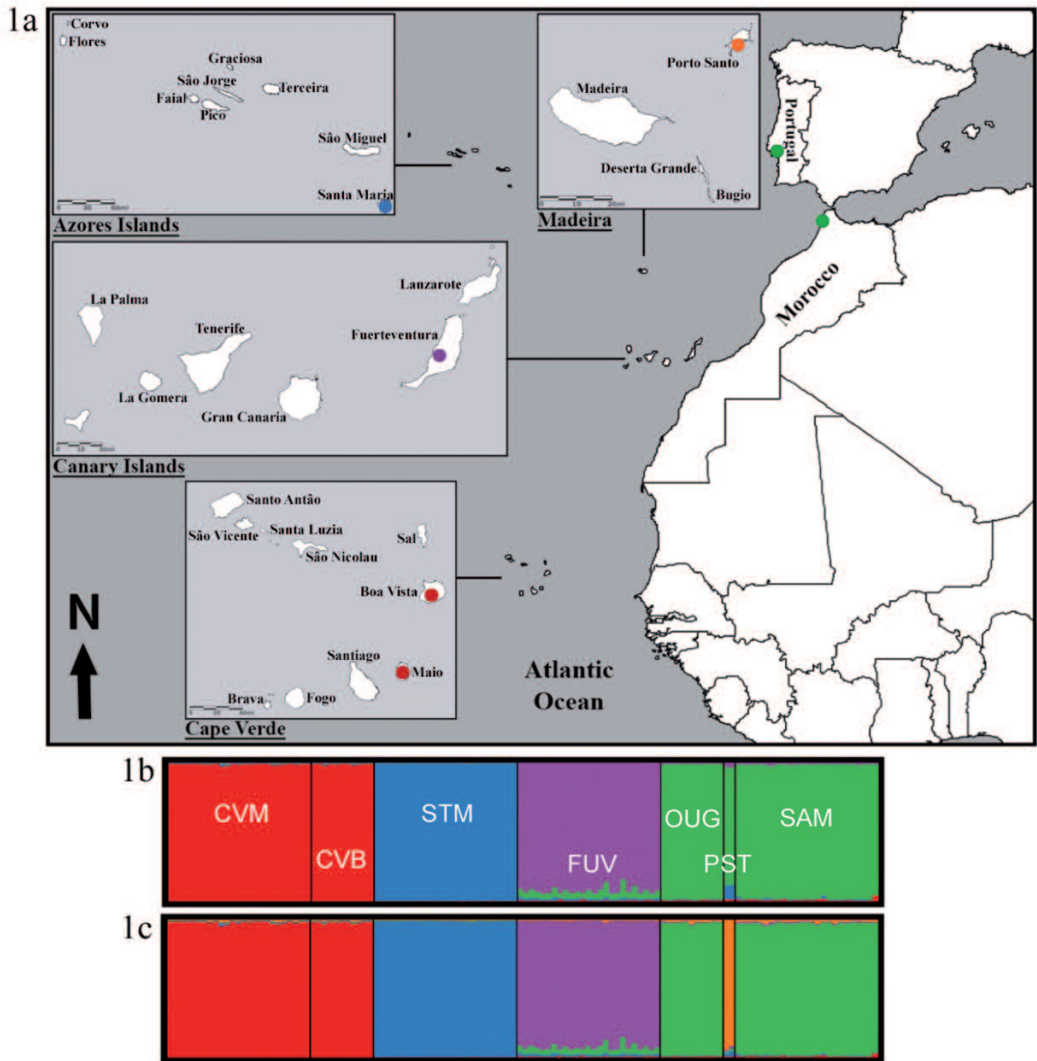 1a
Corvo
Flores
Graciosa
São Jorge
Terceira
Faial
Pico
São Miguel
Santa Maria
Azores Islands
Porto Santo
Madeira
Deserta Grande
Bugio
Madeira
Portugal
Morocco
Lanzarote
La Palma
Fuerteventura
Tenerife
La Gomera
Gran Canaria
Canary Islands
Santo Antâo
Sâo Vicente
Santa Luzia
Sâo Nicolau
Sal
Boa Vista
Santiago
Maio
Brava
Fogo
Cape Verde
N
Atlantic
Ocean
1b
CVM
CVB
STM
FUV
OUG
PST
SAM
1c